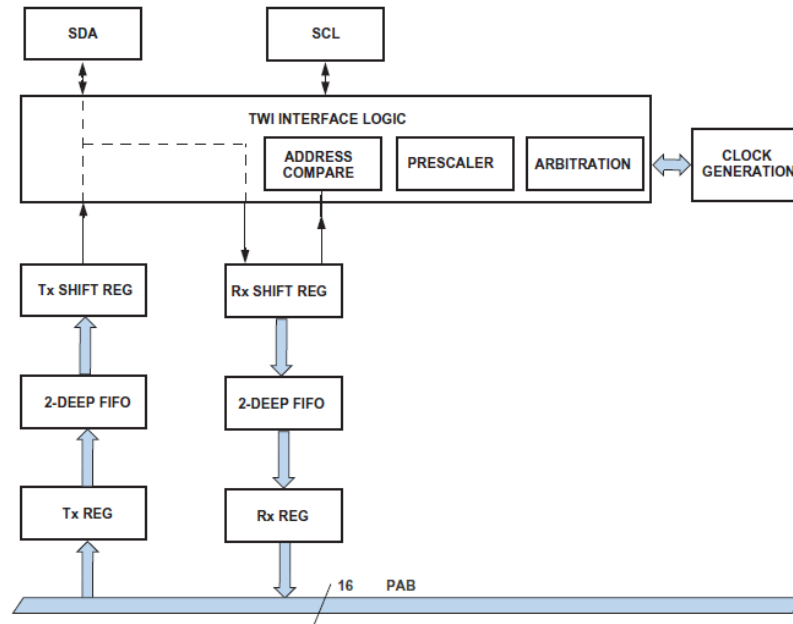 SDA
SCL
TWI INTERFACE LOGIC
ADDRESS
COMPARE
PRESCALER
ARBITRATION
CLOCK
GENERATION
Tx SHIFT REG
Rx SHIFT REG
2-DEEP FIFO
2-DEEP FIFO
Tx REG
Rx REG
16 PAB